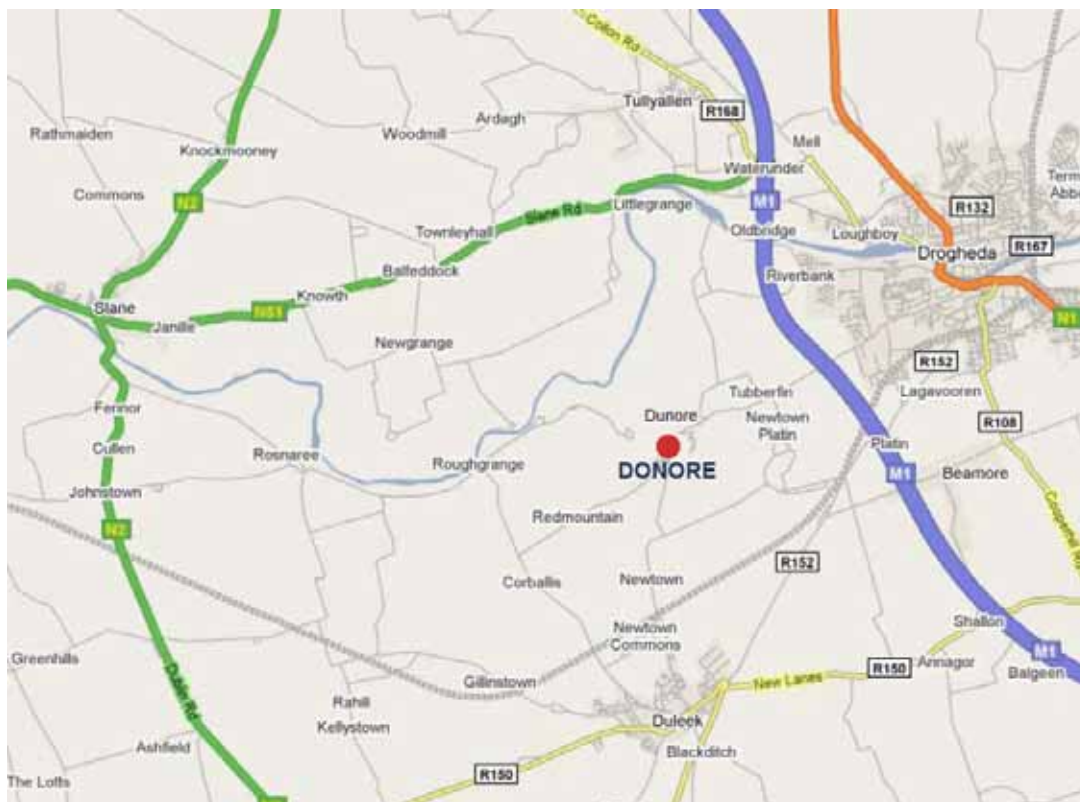 Collon Rd
Tullyallen
R168
Ardagh
Woodmill
Rathmaiden
Knockmooney
Mell
Waterunder
Commons
N2
M1
R132
Littlegrange
Slane Rd
Townleyhall
Oldbridge
Loughboy
R167
Drogheda
Balfeddock
Riverbank
Knowth
Slane
N51
Janille
N1
Newgrange
R152
Tubberfin
Lagavooren
Fennor
Dunore
Newtown
Platin
R108
Cullen
Platin
Rosnaree
Roughgrange
DONORE
M1
Beamore
Johnstown
N2
Redmountain
R152
Corballis
Newtown
Shallon
Newtown
Commons
M1
Greenhills
Annagor
R150
Balgeen
Gillinstown
New Lanes
Dublin Rd
Rahill
Kellystown
Duleek
Ashfield
Blackditch
R150
The Lotts